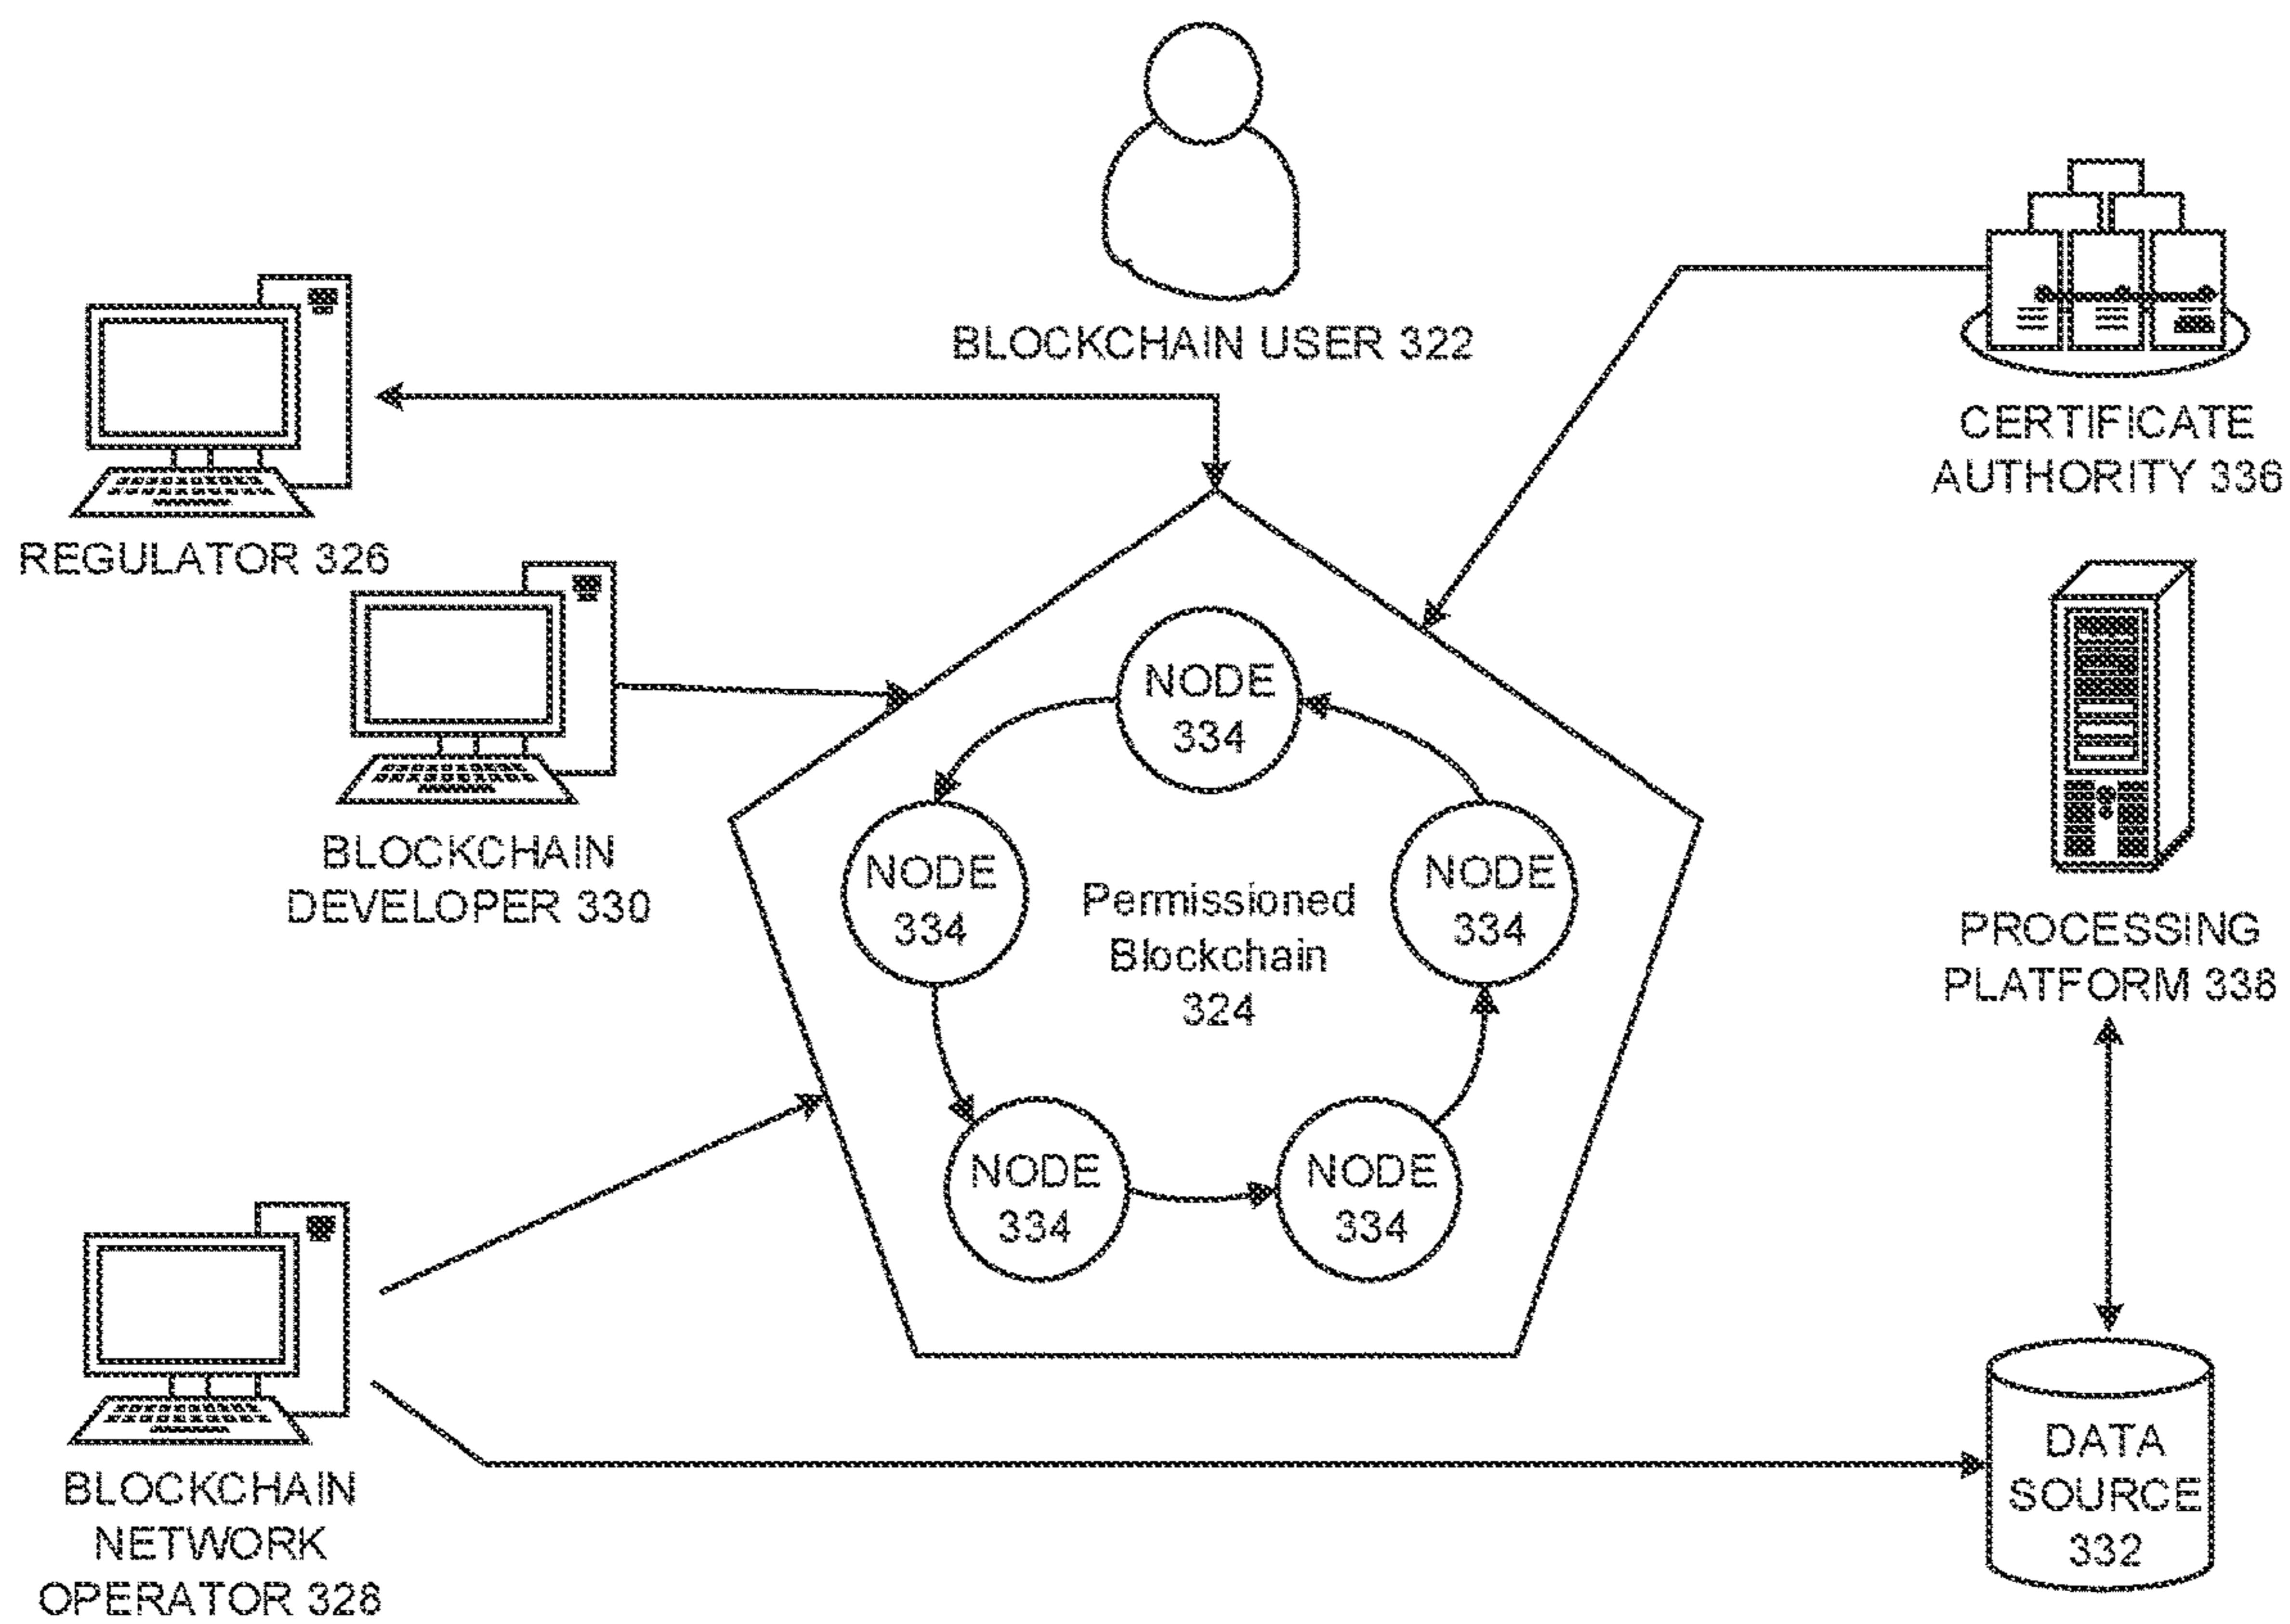 BLOCKCHAIN USER 322
CERTIFICATE
AUTHORITY 336
REGULATOR 326
BLOCKCHAIN
DEVELOPER 330
NODE
334
NODE
334
Permissioned
Blockchain
324
NODE
334
PROCESSING
PLATFORM 338
NODE
334
NODE
334
BLOCKCHAIN
NETWORK
OPERATOR 328
DATA
SOURCE
332